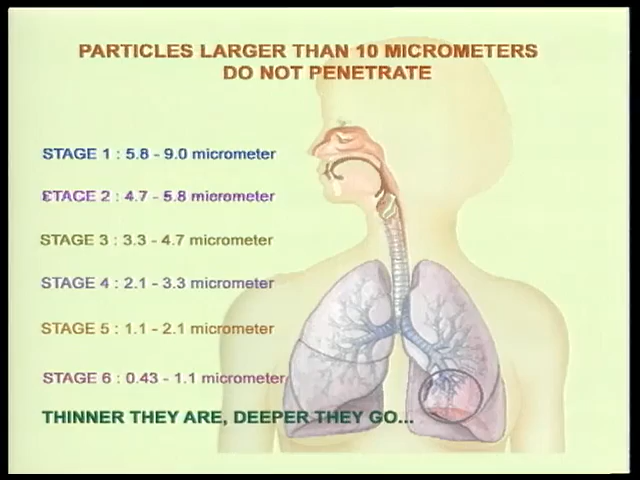 PARTICLES LARGER THAN 10 MICROMETERS
DO NOT PENETRATE
STAGE 1 : 5.8 - 9.0 micrometer
STAGE 2 : 4.7 - 5.8 micrometer
STAGE 3 : 3.3 - 4.7 micrometer
STAGE 4 : 2.1 - 3.3 micrometer
STAGE 5 : 1.1 - 2.1 micrometer
STAGE 6 : 0.43 - 1.1 micrometer
THINNER THEY ARE, DEEPER THEY GO...